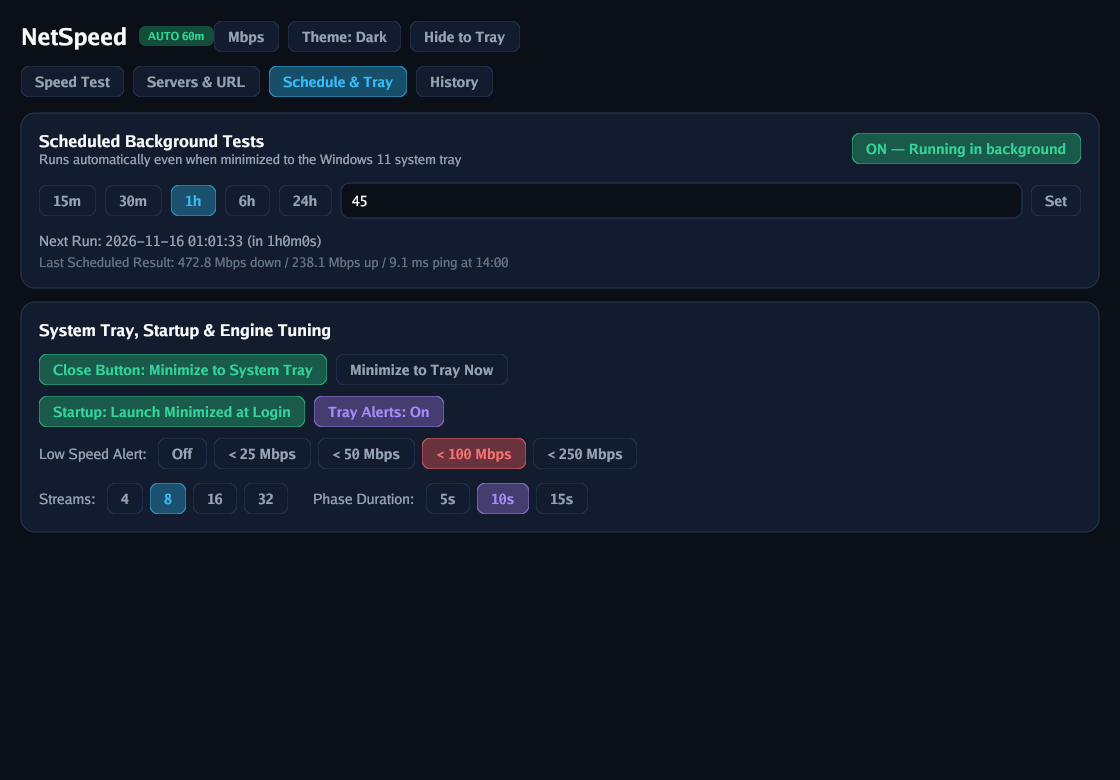 NetSpeed AUTO 60m Mbps Theme: Dark Hide to Tray
Speed Test Servers & URL Schedule & Tray History
Scheduled Background Tests
Runs automatically even when minimized to the Windows 11 system tray
ON — Running in background
15m 30m 1h 6h 24h 45 Set
Next Run: 2026-11-16 01:01:33 (in 1h0m0s)
Last Scheduled Result: 472.8 Mbps down / 238.1 Mbps up / 9.1 ms ping at 14:00
System Tray, Startup & Engine Tuning
Close Button: Minimize to System Tray Minimize to Tray Now
Startup: Launch Minimized at Login Tray Alerts: On
Low Speed Alert: Off < 25 Mbps < 50 Mbps < 100 Mbps < 250 Mbps
Streams: 4 8 16 32 Phase Duration: 5s 10s 15s